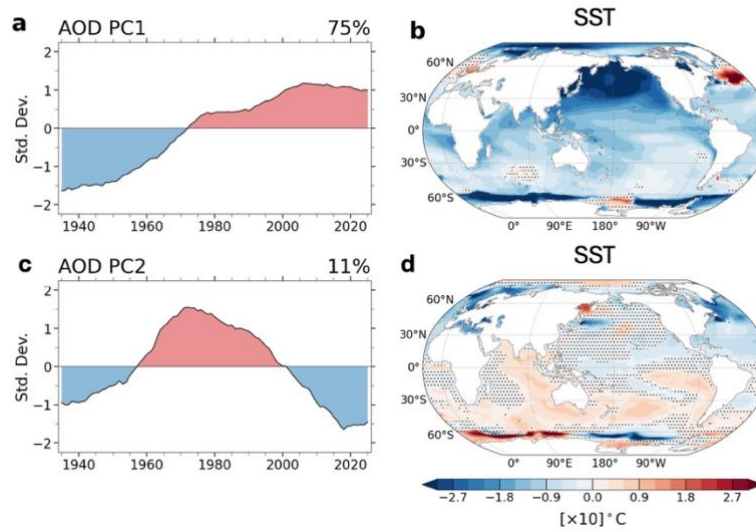 a AOD PC1 75%
Std. Dev.
2
1
0
−1
−2
1940 1960 1980 2000 2020
b SST
60°N
30°N
0°
30°S
60°S
0° 90°E 180° 90°W
c AOD PC2 11%
Std. Dev.
2
1
0
−1
−2
1940 1960 1980 2000 2020
d SST
60°N
30°N
0°
30°S
60°S
0° 90°E 180° 90°W
−2.7 −1.8 −0.9 0.0 0.9 1.8 2.7
[×10]°C